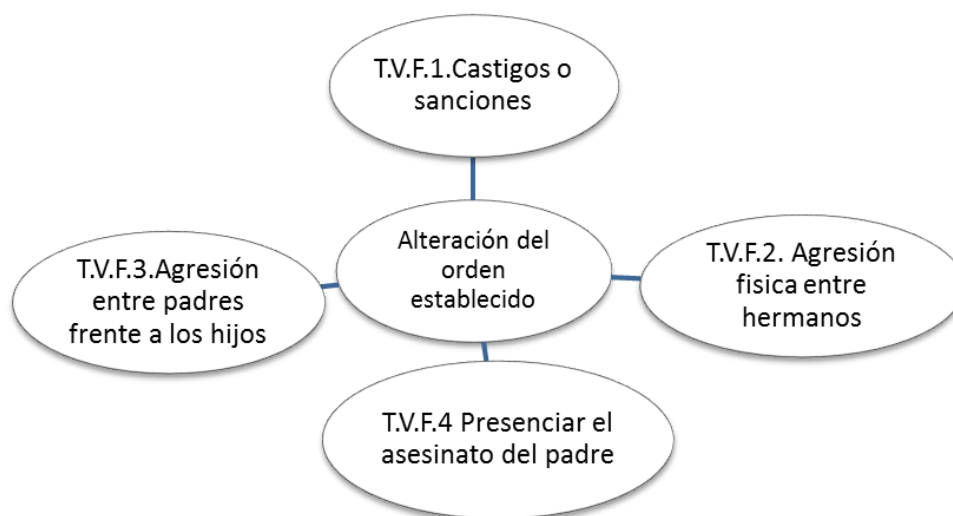 T.V.F.1.Castigos o
sanciones
Alteración del
orden
establecido
T.V.F.2. Agresión
fisica entre
hermanos
T.V.F.3.Agresión
entre padres
frente a los hijos
T.V.F.4 Presenciar el
asesinato del padre